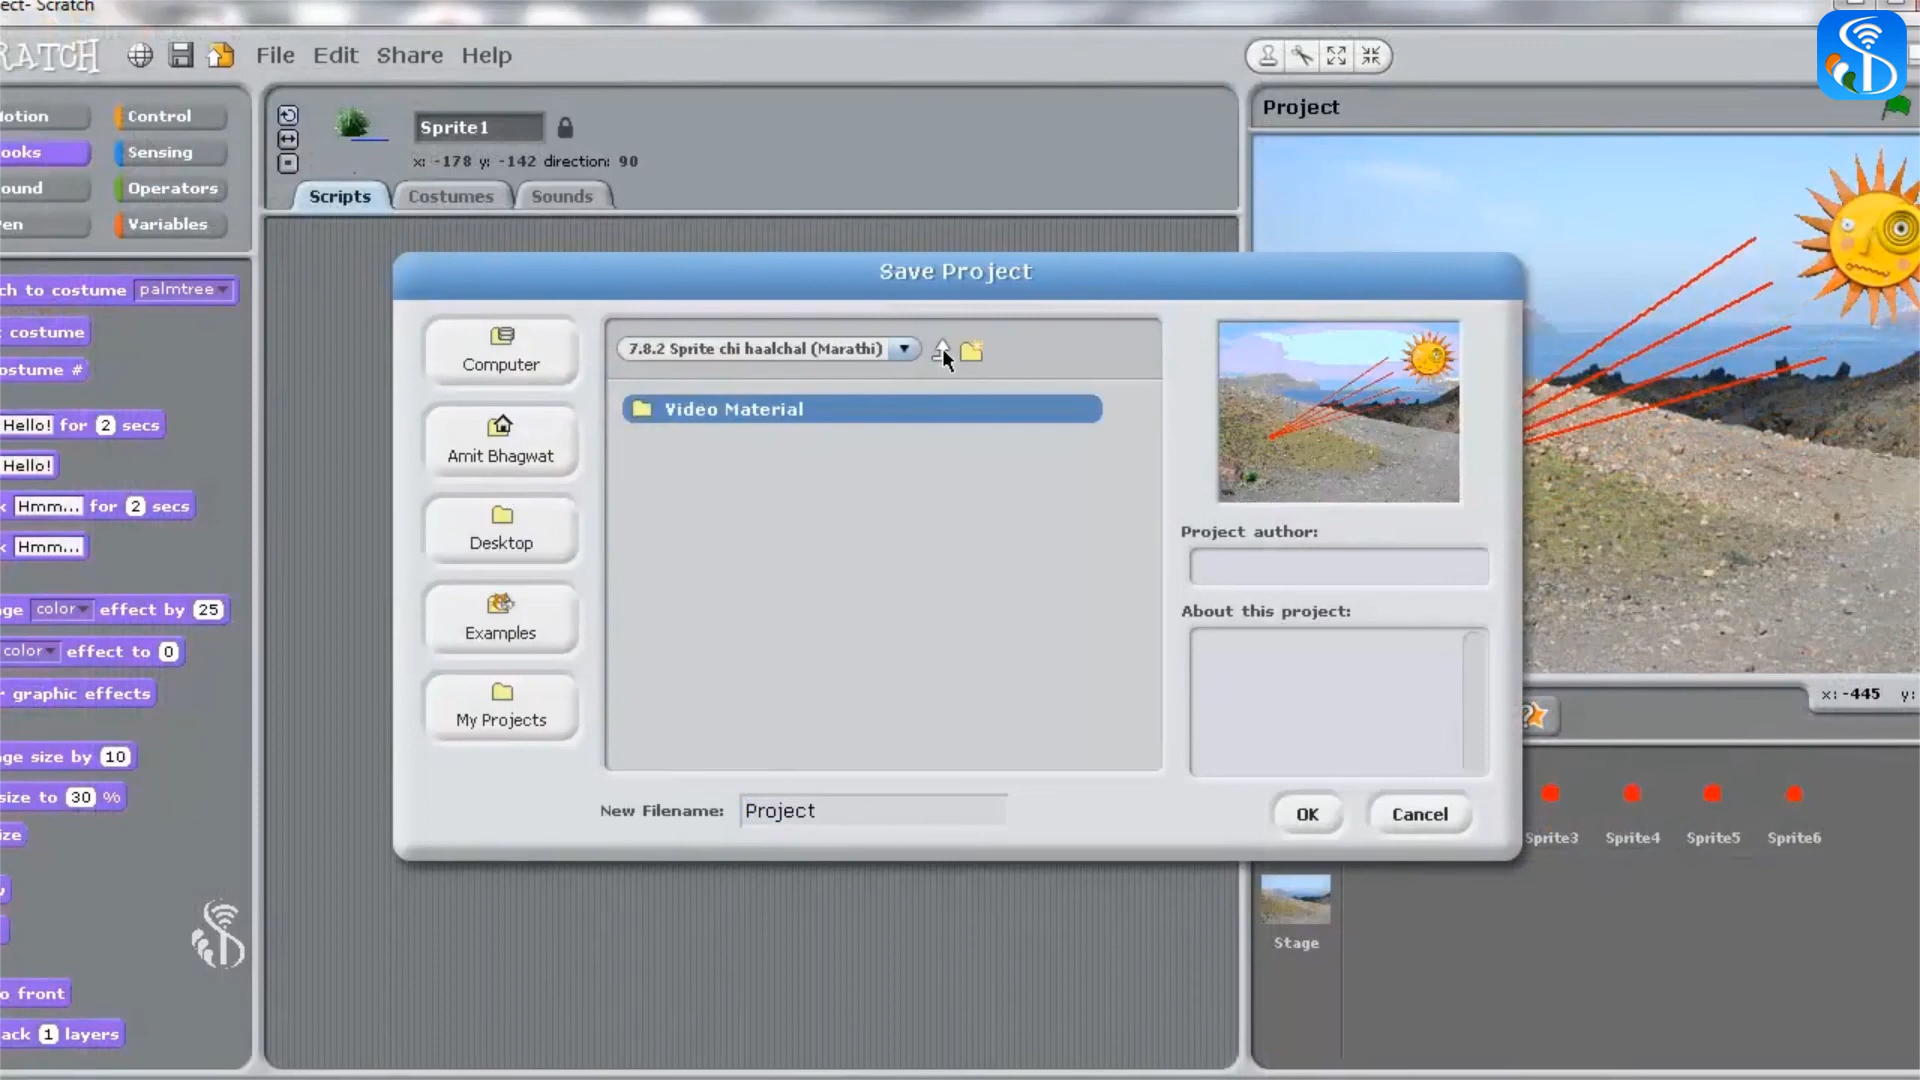 ect- Scratch
RATCH File Edit Share Help
Motion Control
ooks Sensing
ound Operators
en Variables
Sprite1
x: -178 y: -142 direction: 90
Scripts Costumes Sounds
Project
ch to costume palmtree
costume
ostume #
Hello! for 2 secs
Hello!
k Hmm... for 2 secs
k Hmm...
ge color effect by 25
color effect to 0
r graphic effects
ge size by 10
size to 30 %
ize
o front
ack 1 layers
Save Project
Computer
Amit Bhagwat
Desktop
Examples
My Projects
7.8.2 Sprite chi haalchal (Marathi)
Video Material
Project author:
About this project:
New Filename: Project
OK Cancel
x: -445 y:
Sprite3 Sprite4 Sprite5 Sprite6
Stage